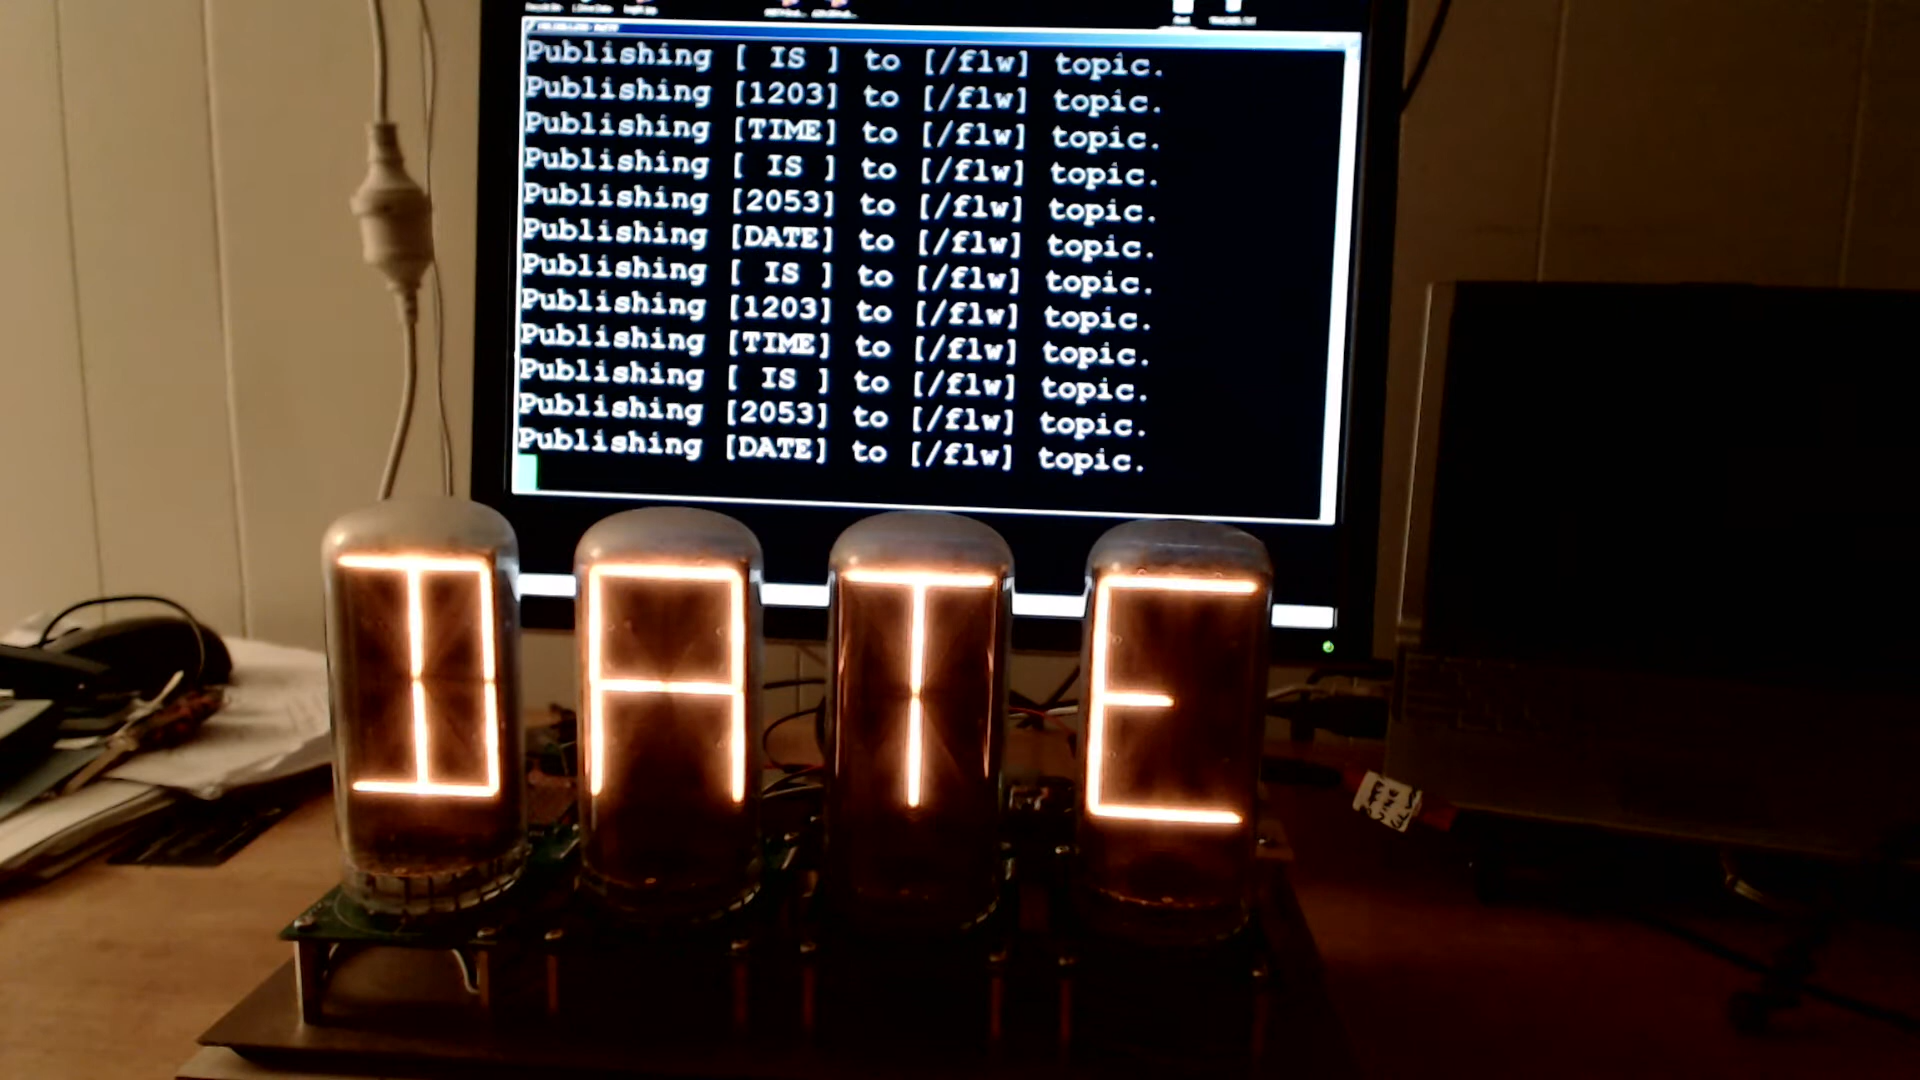 Publishing [ IS ] to [/flw] topic.
Publishing [1203] to [/flw] topic.
Publishing [TIME] to [/flw] topic.
Publishing [ IS ] to [/flw] topic.
Publishing [2053] to [/flw] topic.
Publishing [DATE] to [/flw] topic.
Publishing [ IS ] to [/flw] topic.
Publishing [1203] to [/flw] topic.
Publishing [TIME] to [/flw] topic.
Publishing [ IS ] to [/flw] topic.
Publishing [2053] to [/flw] topic.
Publishing [DATE] to [/flw] topic.
DATE